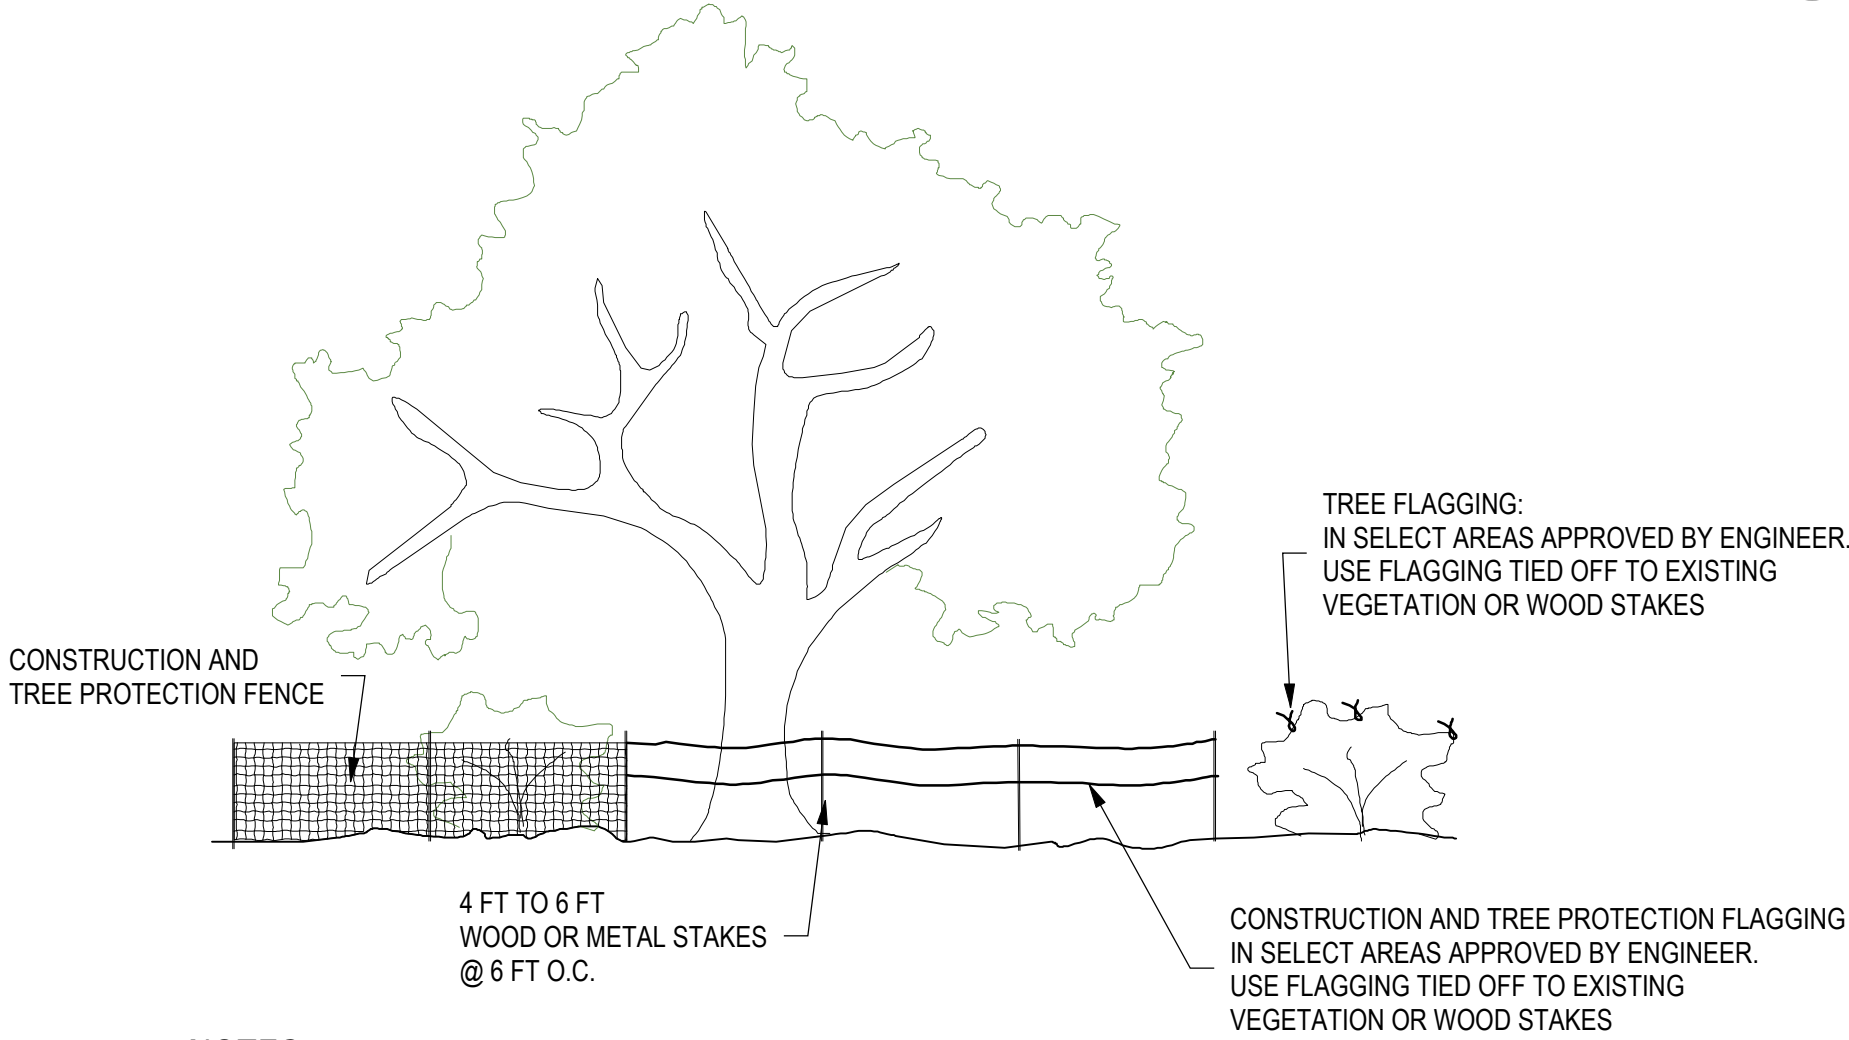 TREE FLAGGING:
IN SELECT AREAS APPROVED BY ENGINEER.
USE FLAGGING TIED OFF TO EXISTING
VEGETATION OR WOOD STAKES
CONSTRUCTION AND
TREE PROTECTION FENCE
4 FT TO 6 FT
WOOD OR METAL STAKES
@ 6 FT O.C.
CONSTRUCTION AND TREE PROTECTION FLAGGING
IN SELECT AREAS APPROVED BY ENGINEER.
USE FLAGGING TIED OFF TO EXISTING
VEGETATION OR WOOD STAKES